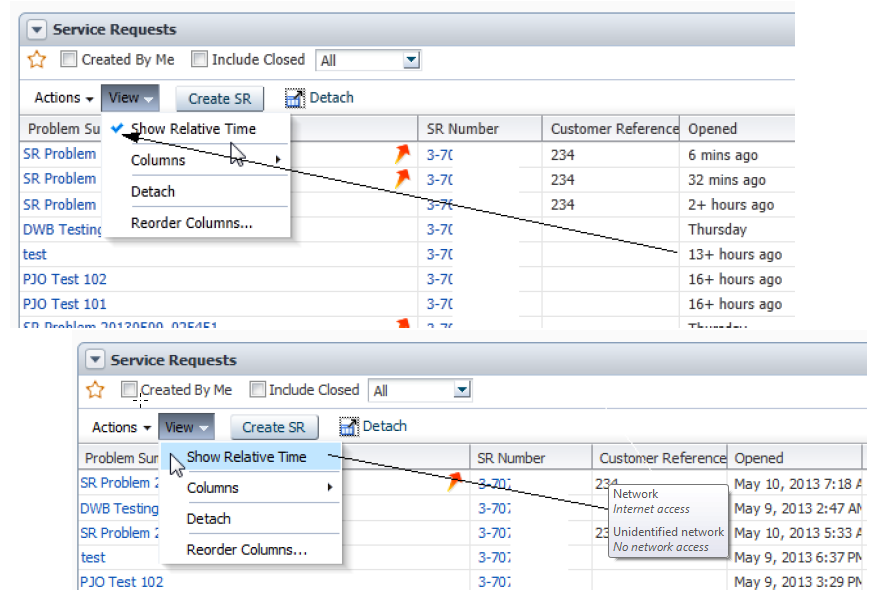 Service Requests
Created By Me Include Closed All
Actions View Create SR Detach
Problem Su SR Number Customer Reference Opened
Show Relative Time
Columns
Detach
Reorder Columns...
SR Problem 3-70 234 6 mins ago
SR Problem 3-70 234 32 mins ago
SR Problem 3-70 234 2+ hours ago
DWB Testing 3-70 Thursday
test 3-70 13+ hours ago
PJO Test 102 3-70 16+ hours ago
PJO Test 101 3-70 16+ hours ago
SR Problem 3-70 Thursday
Service Requests
Created By Me Include Closed All
Actions View Create SR Detach
Problem Sur SR Number Customer Reference Opened
Show Relative Time
Columns
Detach
Reorder Columns...
SR Problem 2 3-707 234 May 10, 2013 7:18 A
DWB Testing 3-707 May 9, 2013 2:47 AM
SR Problem 2 3-707 23 May 10, 2013 5:33 A
test 3-707 May 9, 2013 6:37 PM
PJO Test 102 3-707 May 9, 2013 3:29 PM
Network
Internet access
Unidentified network
No network access